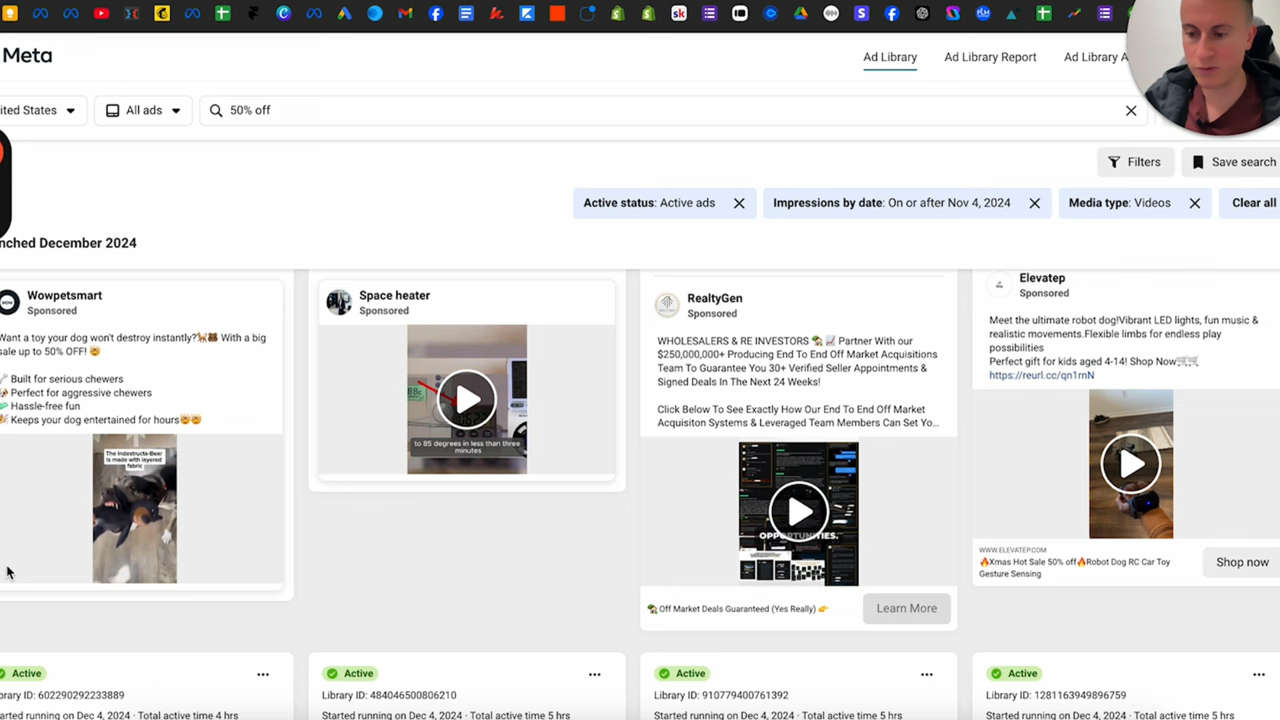 Meta
Ad Library
Ad Library Report
Ad Library A
ited States
All ads
50% off
Filters
Save search
Active status: Active ads
Impressions by date: On or after Nov 4, 2024
Media type: Videos
Clear all
nched December 2024
Wowpetsmart
Sponsored
Want a toy your dog won't destroy instantly?🐕🐻 With a big
sale up to 50% OFF! 🤩
Built for serious chewers
Perfect for aggressive chewers
Hassle-free fun
Keeps your dog entertained for hours🤩🤩
The Indestructa-Bear
is made with layered
fabric
Space heater
Sponsored
to 85 degrees in less than three
minutes
RealtyGen
Sponsored
WHOLESALERS & RE INVESTORS 🏡 📈 Partner With our
$250,000,000+ Producing End To End Off Market Acquisitions
Team To Guarantee You 30+ Verified Seller Appointments &
Signed Deals In The Next 24 Weeks!
Click Below To See Exactly How Our End To End Off Market
Acquisiton Systems & Leveraged Team Members Can Set Yo...
OPPORTUNITIES.
🏡 Off Market Deals Guaranteed (Yes Really) 👉
Learn More
Elevatep
Sponsored
Meet the ultimate robot dog!Vibrant LED lights, fun music &
realistic movements.Flexible limbs for endless play
possibilities
Perfect gift for kids aged 4-14! Shop Now🛒🛒
https://reurl.cc/qn1rnN
WWW.ELEVATEP.COM
🔥Xmas Hot Sale 50% off🔥Robot Dog RC Car Toy
Gesture Sensing
Shop now
Active
ibrary ID: 602290292233889
tarted running on Dec 4, 2024 · Total active time 4 hrs
Active
Library ID: 484046500806210
Started running on Dec 4, 2024 · Total active time 5 hrs
Active
Library ID: 910779400761392
Started running on Dec 4, 2024 · Total active time 5 hrs
Active
Library ID: 1281163949896759
Started running on Dec 4, 2024 · Total active time 5 hrs